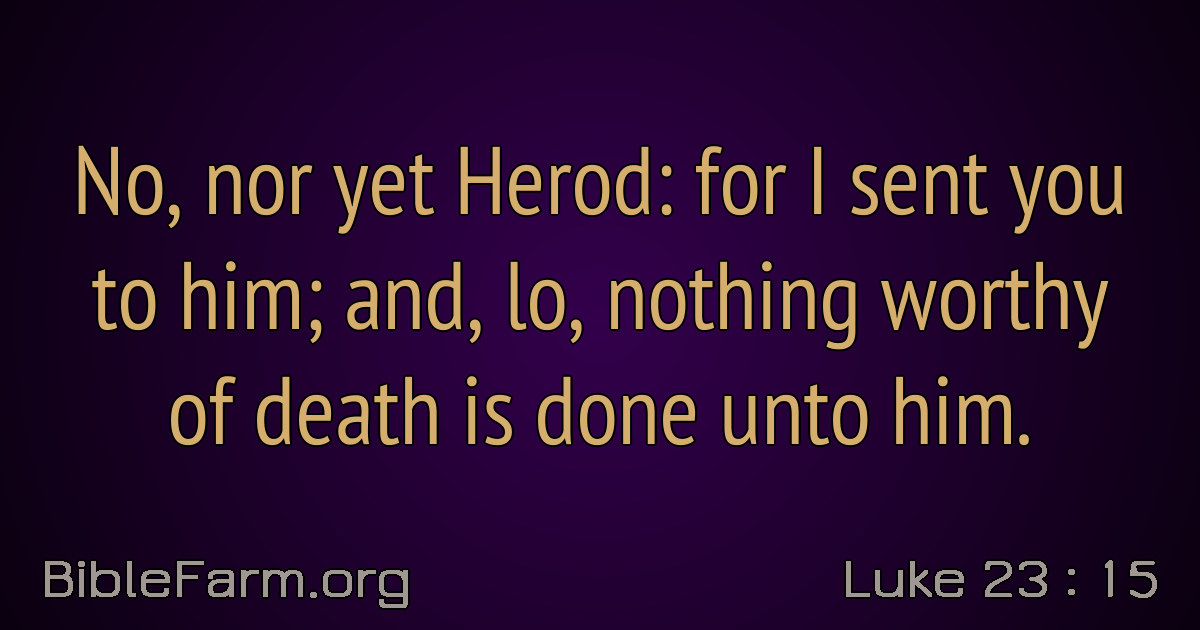 No, nor yet Herod: for I sent you
to him; and, lo, nothing worthy
of death is done unto him.
BibleFarm.org
Luke 23 : 15